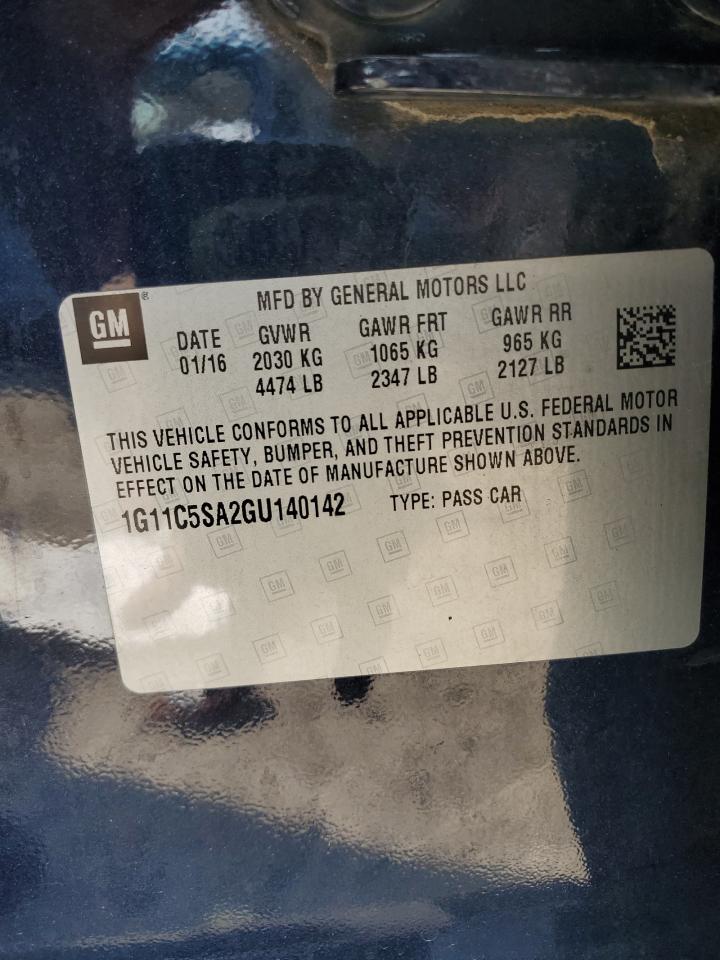 GM®
MFD BY GENERAL MOTORS LLC
DATE GVWR GAWR FRT GAWR RR
01/16 2030 KG 1065 KG 965 KG
4474 LB 2347 LB 2127 LB
THIS VEHICLE CONFORMS TO ALL APPLICABLE U.S. FEDERAL MOTOR
VEHICLE SAFETY, BUMPER, AND THEFT PREVENTION STANDARDS IN
EFFECT ON THE DATE OF MANUFACTURE SHOWN ABOVE.
1G11C5SA2GU140142 TYPE: PASS CAR